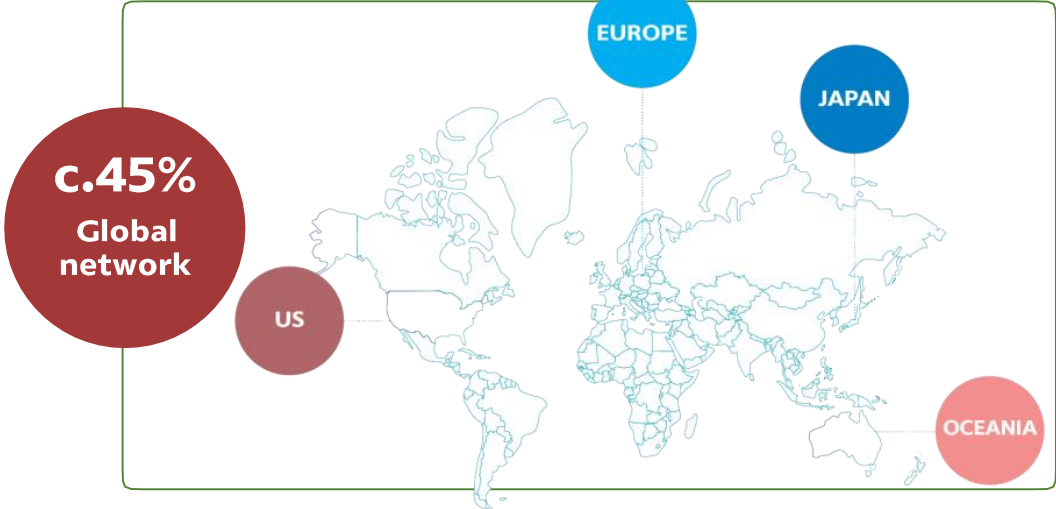 EUROPE
JAPAN
c.45%
Global
network
US
OCEANIA